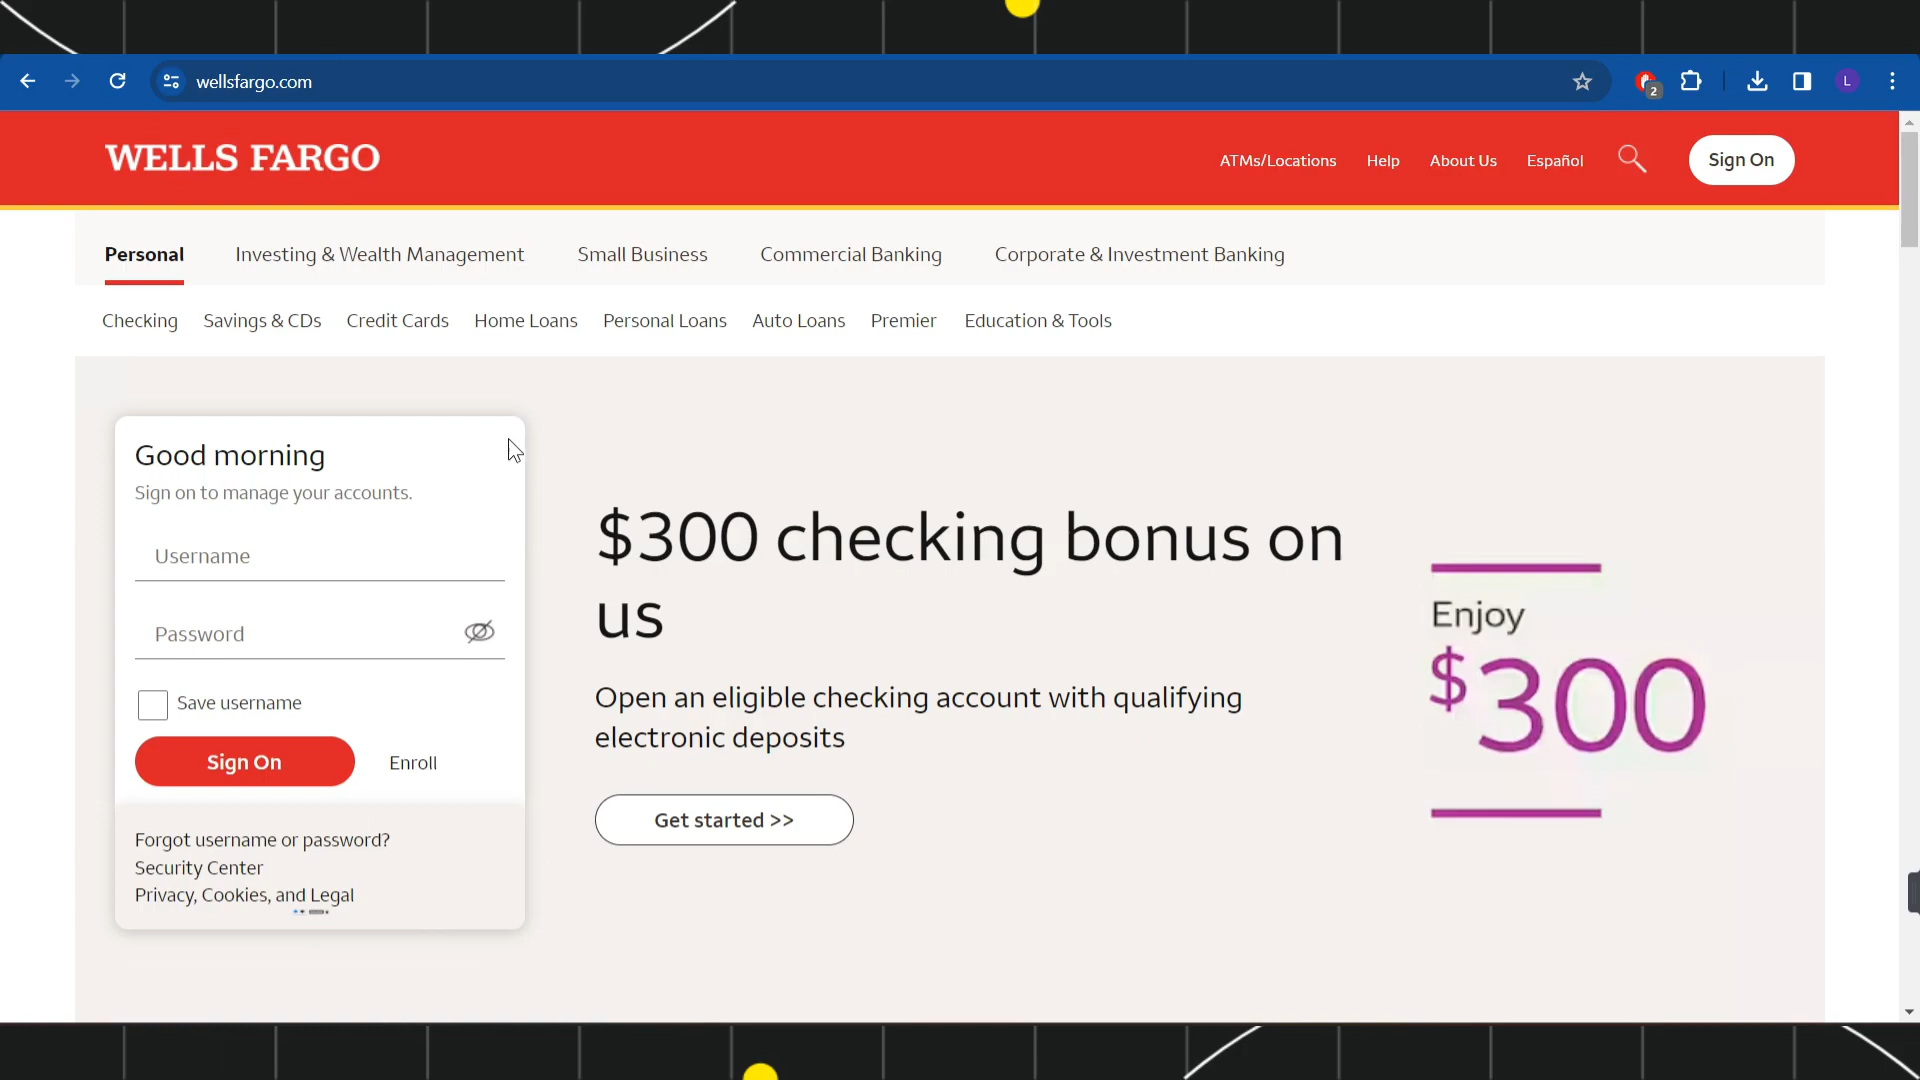 wellsfargo.com
2
L
WELLS FARGO
ATMs/Locations Help About Us Español Sign On
Personal Investing & Wealth Management Small Business Commercial Banking Corporate & Investment Banking
Checking Savings & CDs Credit Cards Home Loans Personal Loans Auto Loans Premier Education & Tools
Good morning
Sign on to manage your accounts.
Username
Password
Save username
Sign On Enroll
Forgot username or password?
Security Center
Privacy, Cookies, and Legal
$300 checking bonus on
us
Open an eligible checking account with qualifying
electronic deposits
Get started >>
Enjoy
$300